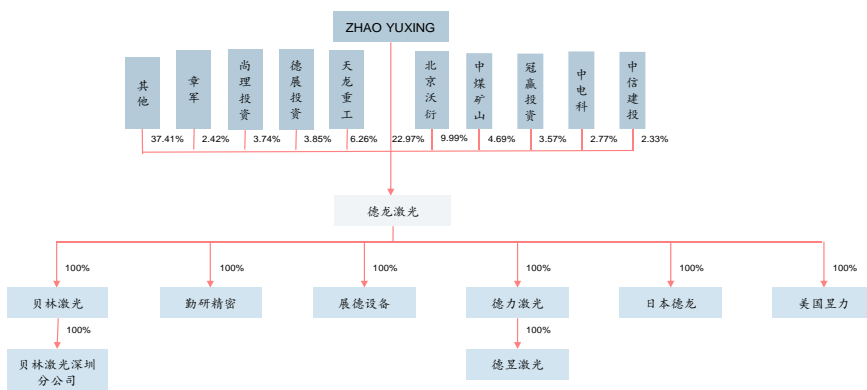 ZHAO YUXING
其他
章军
尚理投资
德展投资
天龙重工
北京沃衍
中煤矿山
冠赢投资
中电科
中信建投
37.41%
2.42%
3.74%
3.85%
6.26%
22.97%
9.99%
4.69%
3.57%
2.77%
2.33%
德龙激光
100%
100%
100%
100%
100%
100%
贝林激光
勤研精密
展德设备
德力激光
日本德龙
美国昱力
100%
100%
贝林激光深圳
分公司
德昱激光